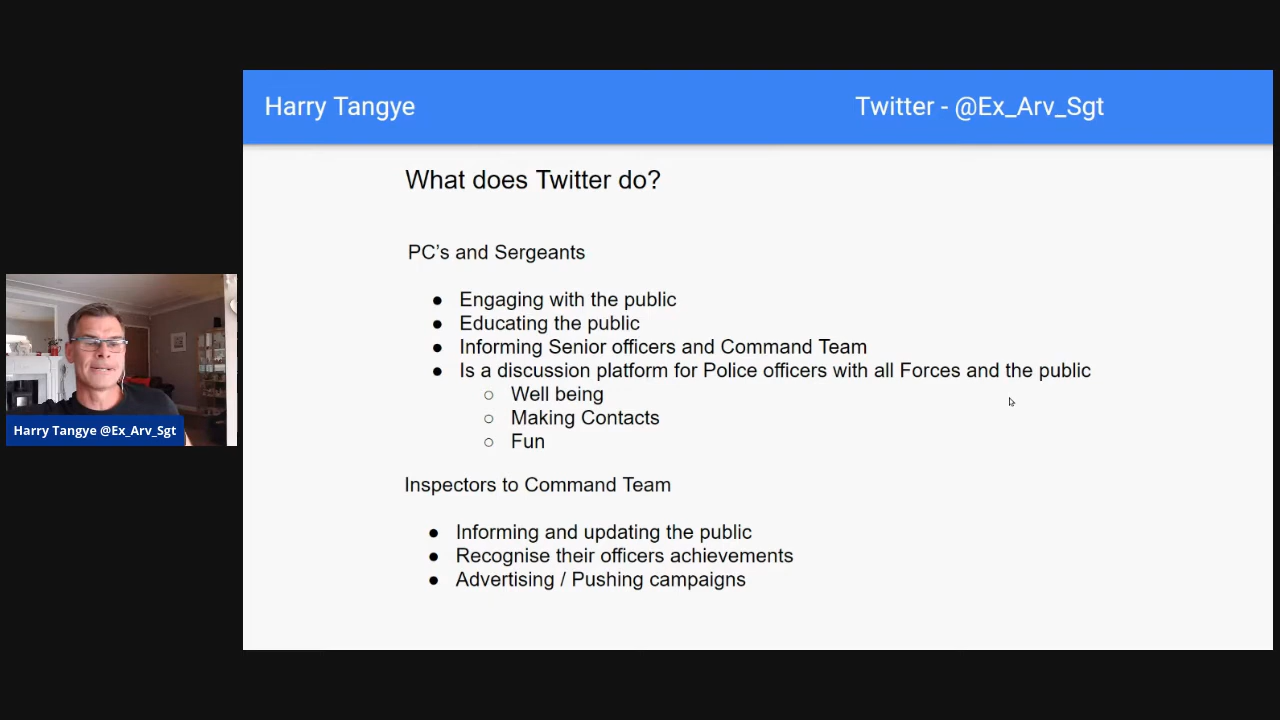 Harry Tangye
Twitter - @Ex_Arv_Sgt
What does Twitter do?
PC's and Sergeants
● Engaging with the public
● Educating the public
● Informing Senior officers and Command Team
● Is a discussion platform for Police officers with all Forces and the public
○ Well being
○ Making Contacts
○ Fun
Inspectors to Command Team
● Informing and updating the public
● Recognise their officers achievements
● Advertising / Pushing campaigns
Harry Tangye @Ex_Arv_Sgt